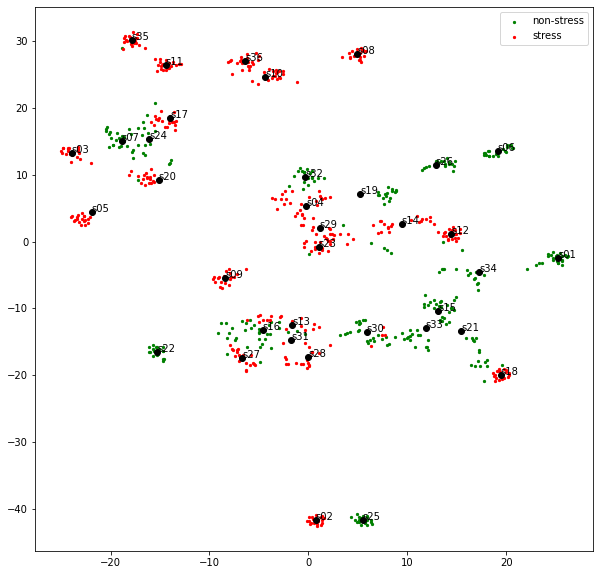 non-stress
stress
s35
s11
s36
s08
s17
s07
s24
s03
s20
s05
s32
s04
s19
s26
s06
s29
s23
s14
s12
s01
s09
s34
s15
s13
s16
s31
s30
s33
s21
s22
s27
s28
s18
s02
s25
30
20
10
0
−10
−20
−30
−40
−20
−10
0
10
20